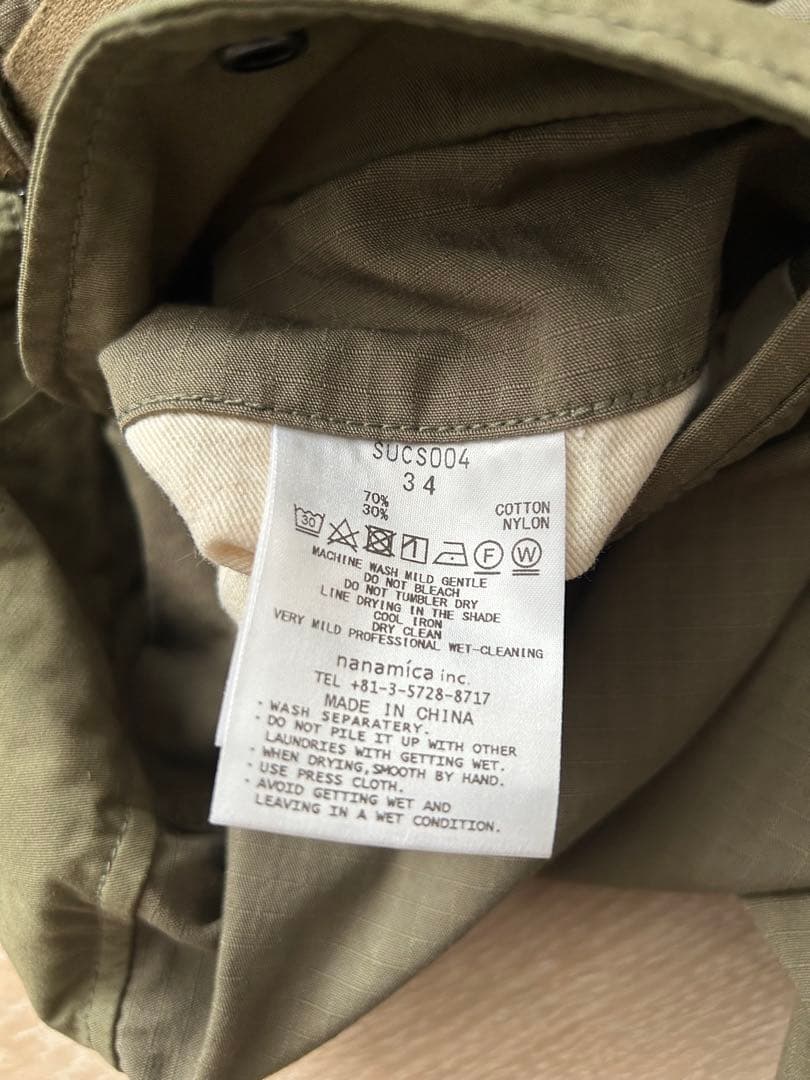 SUCS004
34
70% COTTON
30% NYLON
30 F W
MACHINE WASH MILD GENTLE
DO NOT BLEACH
DO NOT TUMBLER DRY
LINE DRYING IN THE SHADE
COOL IRON
DRY CLEAN
VERY MILD PROFESSIONAL WET-CLEANING
nanamica inc.
TEL +81-3-5728-8717
MADE IN CHINA
· WASH SEPARATERY.
· DO NOT PILE IT UP WITH OTHER
LAUNDRIES WITH GETTING WET.
· WHEN DRYING, SMOOTH BY HAND.
· USE PRESS CLOTH.
· AVOID GETTING WET AND
LEAVING IN A WET CONDITION.